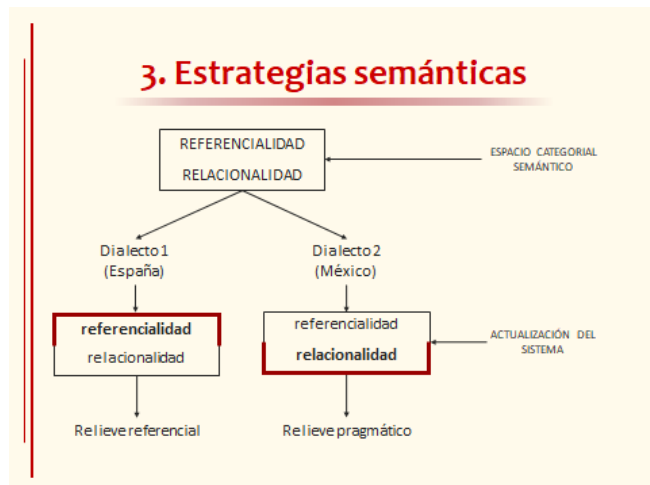 3. Estrategias semánticas
REFERENCIALIDAD
RELACIONALIDAD
ESPACIO CATEGORIAL
SEMÁNTICO
Dialecto 1
(España)
Dialecto 2
(México)
referencialidad
relacionalidad
referencialidad
relacionalidad
ACTUALIZACIÓN DEL
SISTEMA
Relieve referencial
Relieve pragmático